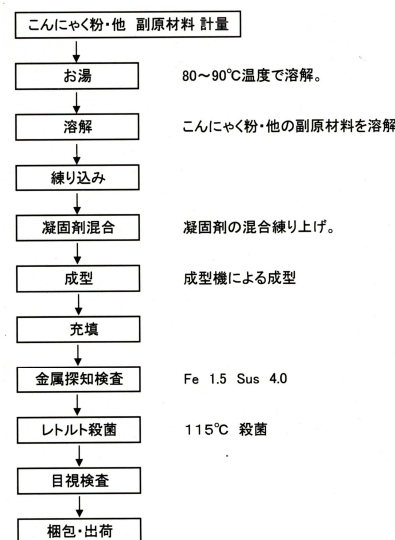 こんにゃく粉・他 副原材料 計量
お湯 80～90℃温度で溶解。
溶解 こんにゃく粉・他の副原材料を溶解
練り込み
凝固剤混合 凝固剤の混合練り上げ。
成型 成型機による成型
充填
金属探知検査 Fe 1.5 Sus 4.0
レトルト殺菌 115℃ 殺菌
目視検査
梱包・出荷